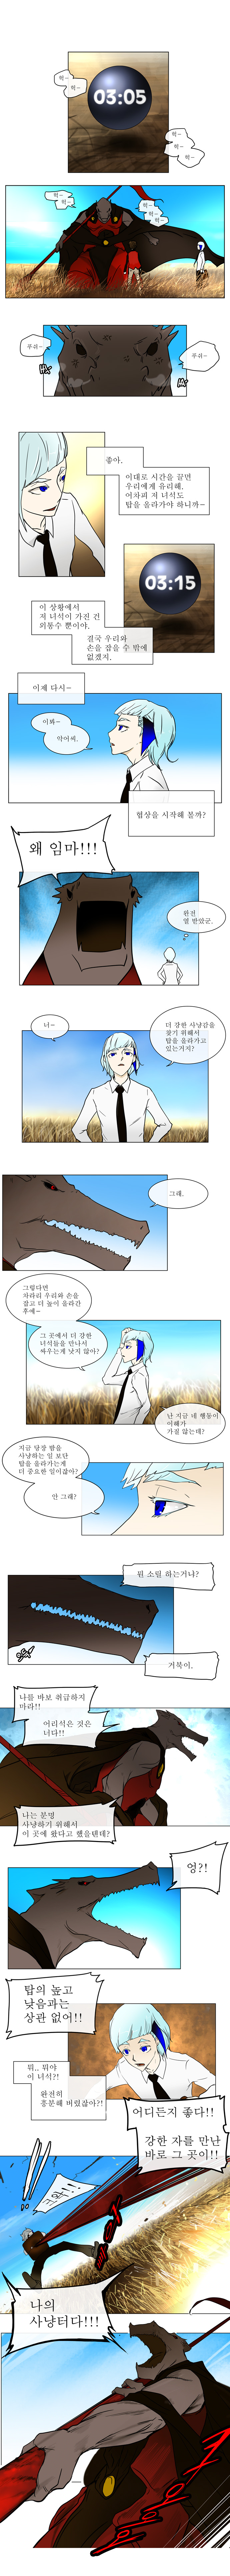 헉~
헉~
03:05
헉~
헉~
헉~
헉~
헉~
헉~
헉~
헉~
푸쉬~
푸쉬~
좋아.
이대로 시간을 끌면
우리에게 유리해.
어차피 저 녀석도
탑을 올라가야 하니까~
03:15
이 상황에서
저 녀석이 가진 건
외통수 뿐이야.
결국 우리와
손을 잡을 수 밖에
없겠지.
이제 다시~
이봐~
악어씨.
협상을 시작해 볼까?
왜 임마!!!
완전
열 받았군.
너~
더 강한 사냥감을
찾기 위해서
탑을 올라가고
있는거지?
그래.
그렇다면
차라리 우리와 손을
잡고 더 높이 올라간
후에~
그 곳에서 더 강한
녀석들을 만나서
싸우는게 낫지 않아?
난 지금 네 행동이
이해가
가질 않는데?
지금 당장 밤을
사냥하는 일 보단
탑을 올라가는게
더 중요한 일이잖아?
안 그래?
뭔 소릴 하는거냐?
거북이.
나를 바보 취급하지
마라!!
어리석은 것은
너다!!
나는 분명
사냥하기 위해서
이 곳에 왔다고 했을텐데?
엉?!
탑의 높고
낮음과는
상관 없어!!
뭐.. 뭐야
이 녀석?!
완전히
흥분해 버렸잖아?!
어디든지 좋다!!
강한 자를 만난
바로 그 곳이!!
나의
사냥터다!!!